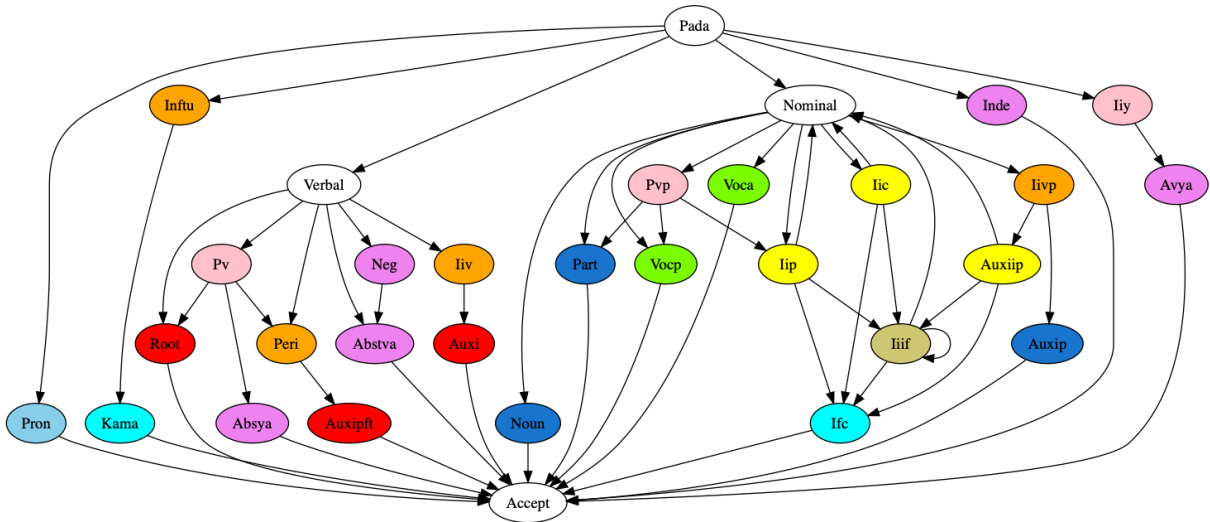 Pada
Inftu
Nominal
Inde
Iiy
Verbal
Pvp
Voca
Iic
Iivp
Avya
Pv
Neg
Iiv
Part
Vocp
Iip
Auxiip
Root
Peri
Abstva
Auxi
Iiif
Auxip
Pron
Kama
Absya
Auxipft
Noun
Ifc
Accept